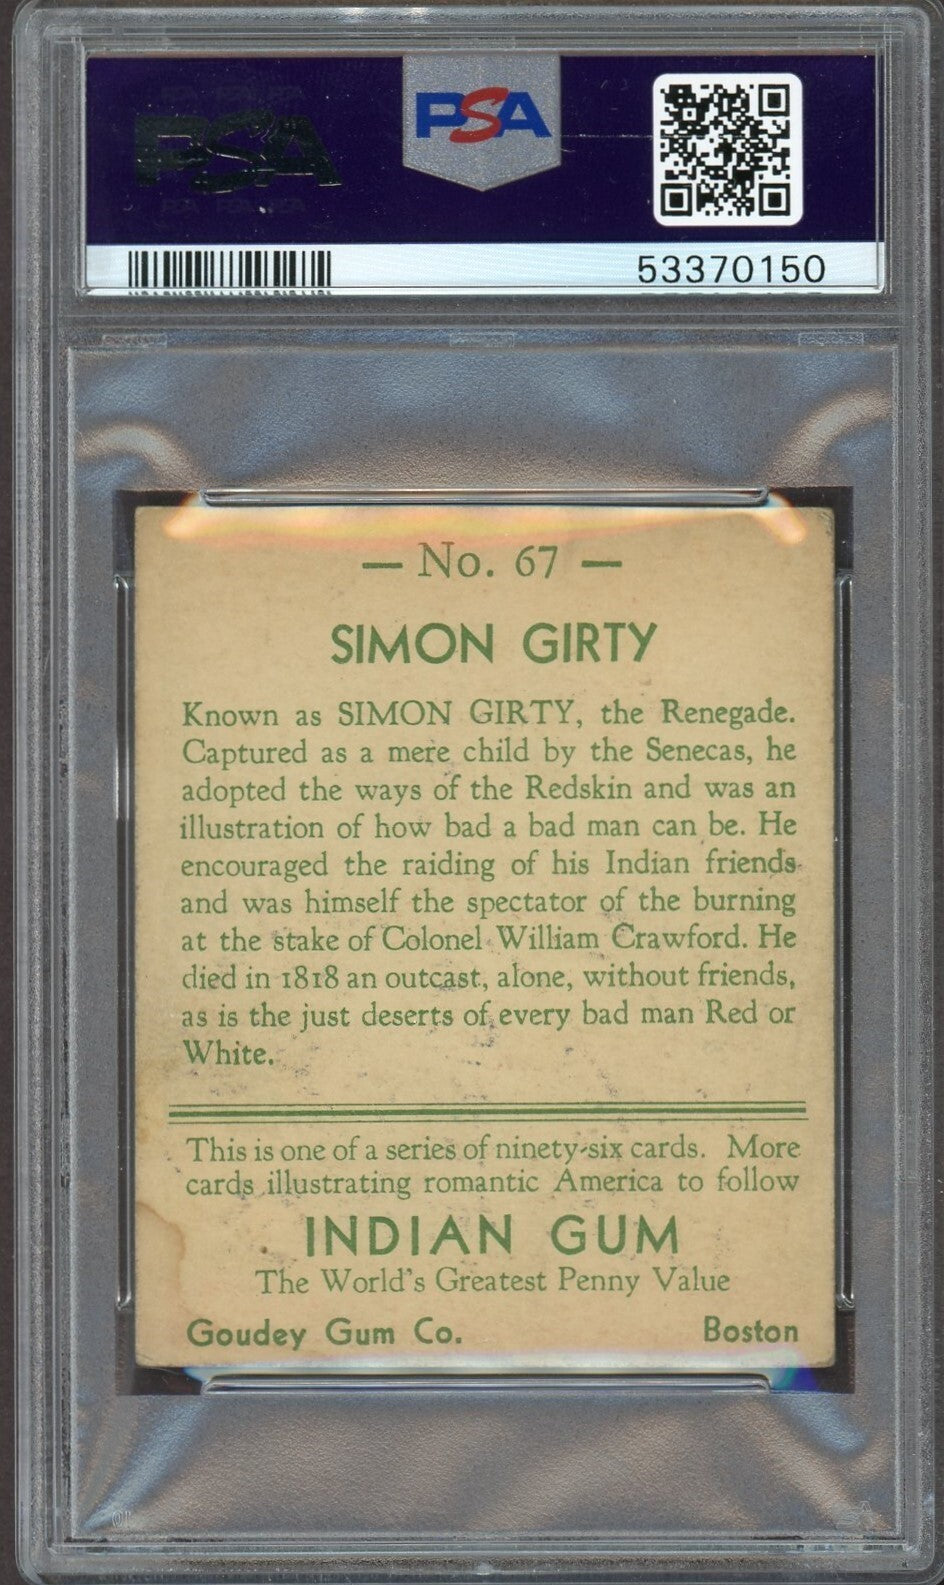 PSA
PSA
53370150
— No. 67 —
SIMON GIRTY
Known as SIMON GIRTY, the Renegade.
Captured as a mere child by the Senecas, he
adopted the ways of the Redskin and was an
illustration of how bad a bad man can be. He
encouraged the raiding of his Indian friends
and was himself the spectator of the burning
at the stake of Colonel William Crawford. He
died in 1818 an outcast, alone, without friends,
as is the just deserts of every bad man Red or
White.
This is one of a series of ninety-six cards. More
cards illustrating romantic America to follow
INDIAN GUM
The World's Greatest Penny Value
Goudey Gum Co. Boston